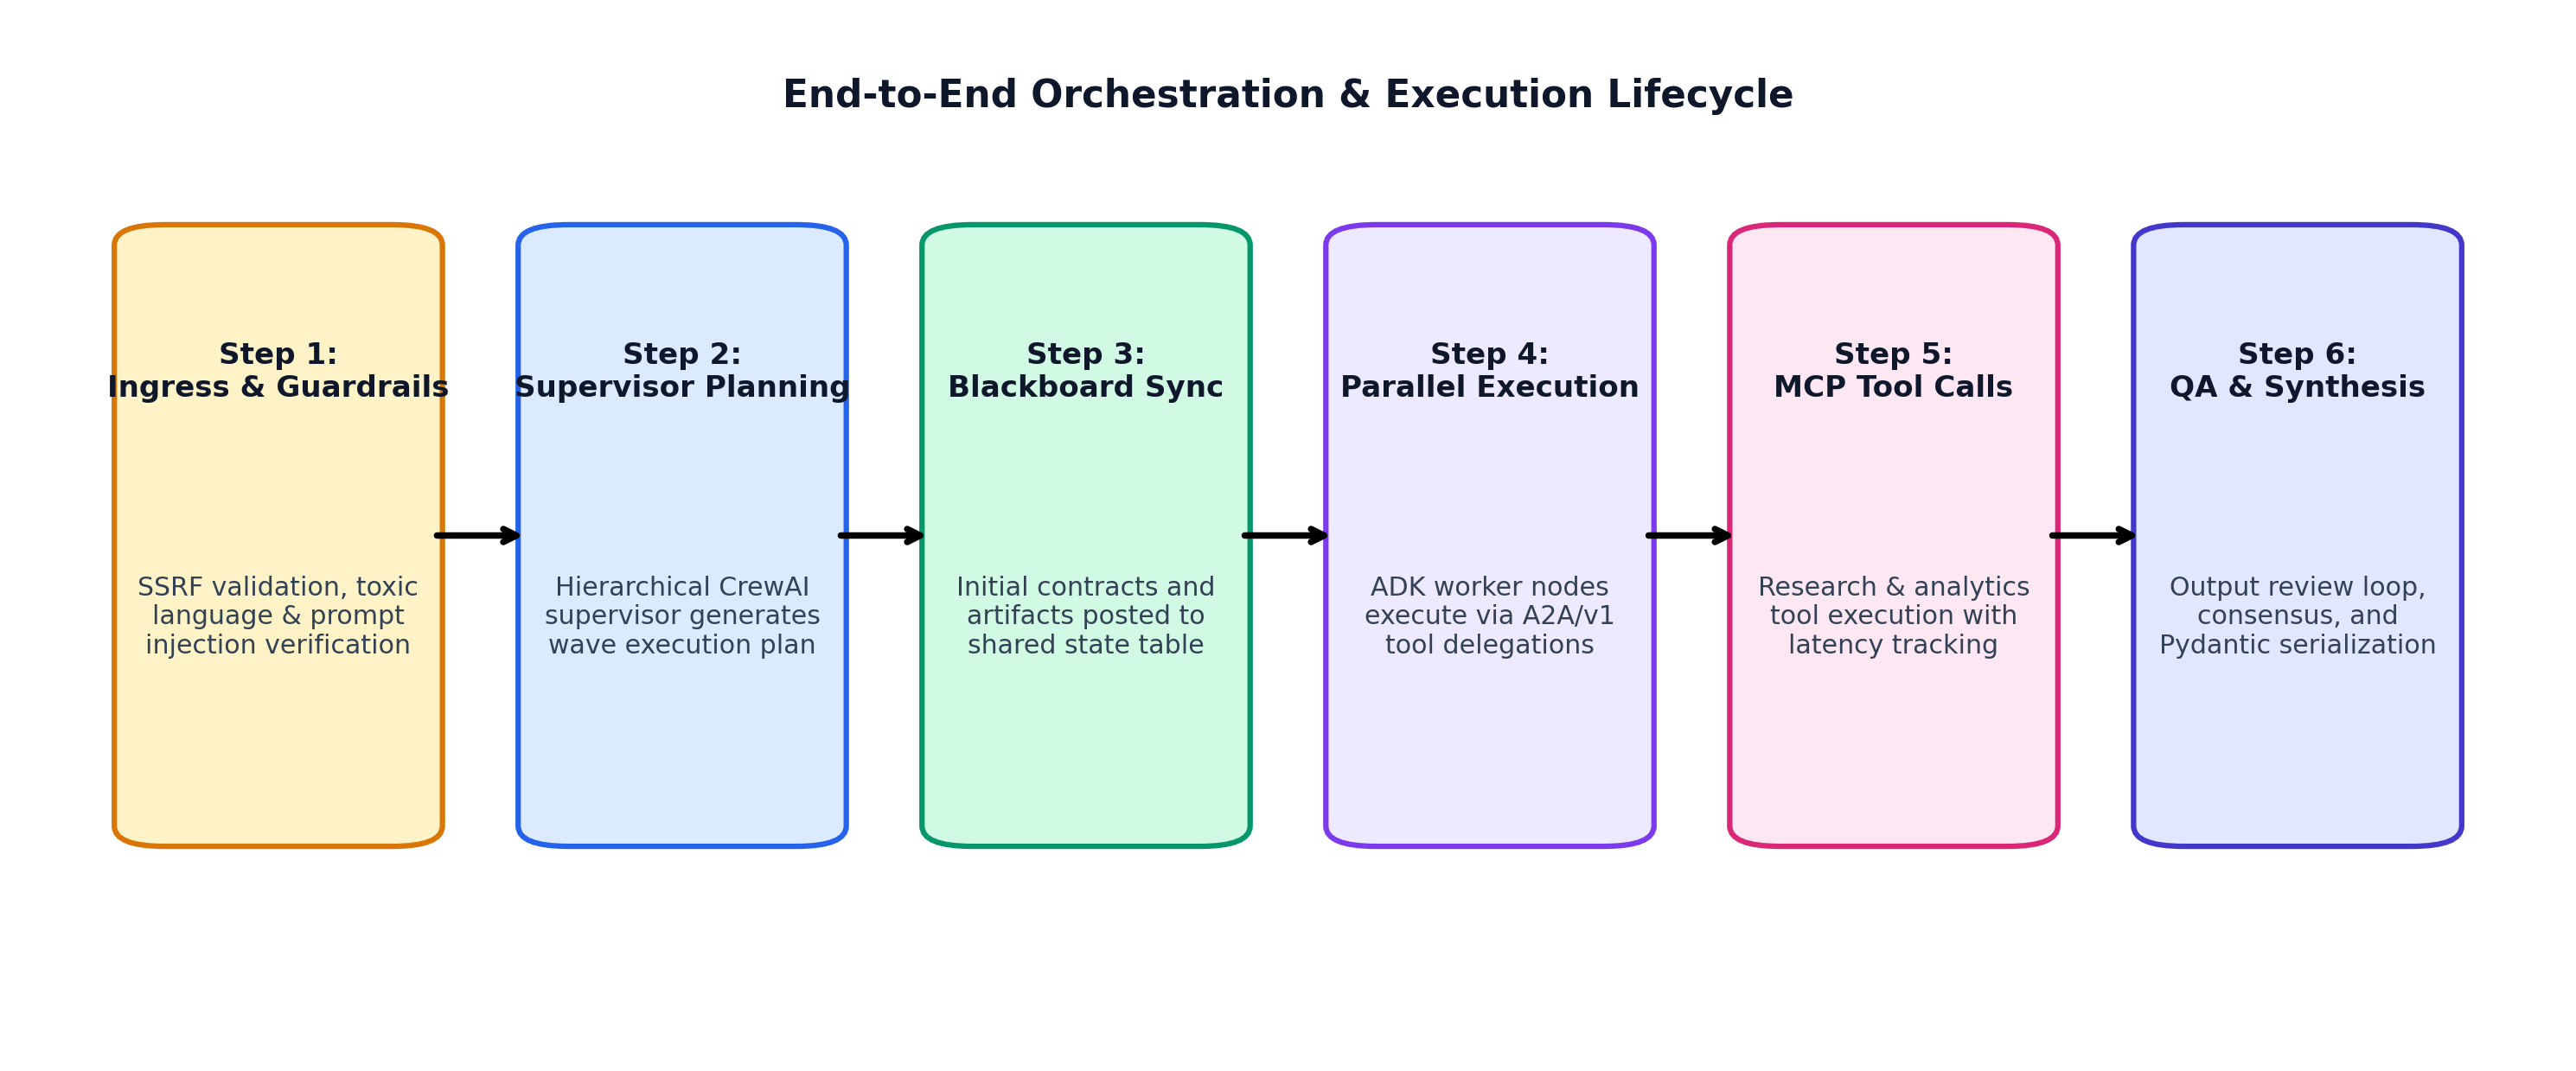 End-to-End Orchestration & Execution Lifecycle
Step 1:
Ingress & Guardrails
SSRF validation, toxic
language & prompt
injection verification
Step 2:
Supervisor Planning
Hierarchical CrewAI
supervisor generates
wave execution plan
Step 3:
Blackboard Sync
Initial contracts and
artifacts posted to
shared state table
Step 4:
Parallel Execution
ADK worker nodes
execute via A2A/v1
tool delegations
Step 5:
MCP Tool Calls
Research & analytics
tool execution with
latency tracking
Step 6:
QA & Synthesis
Output review loop,
consensus, and
Pydantic serialization